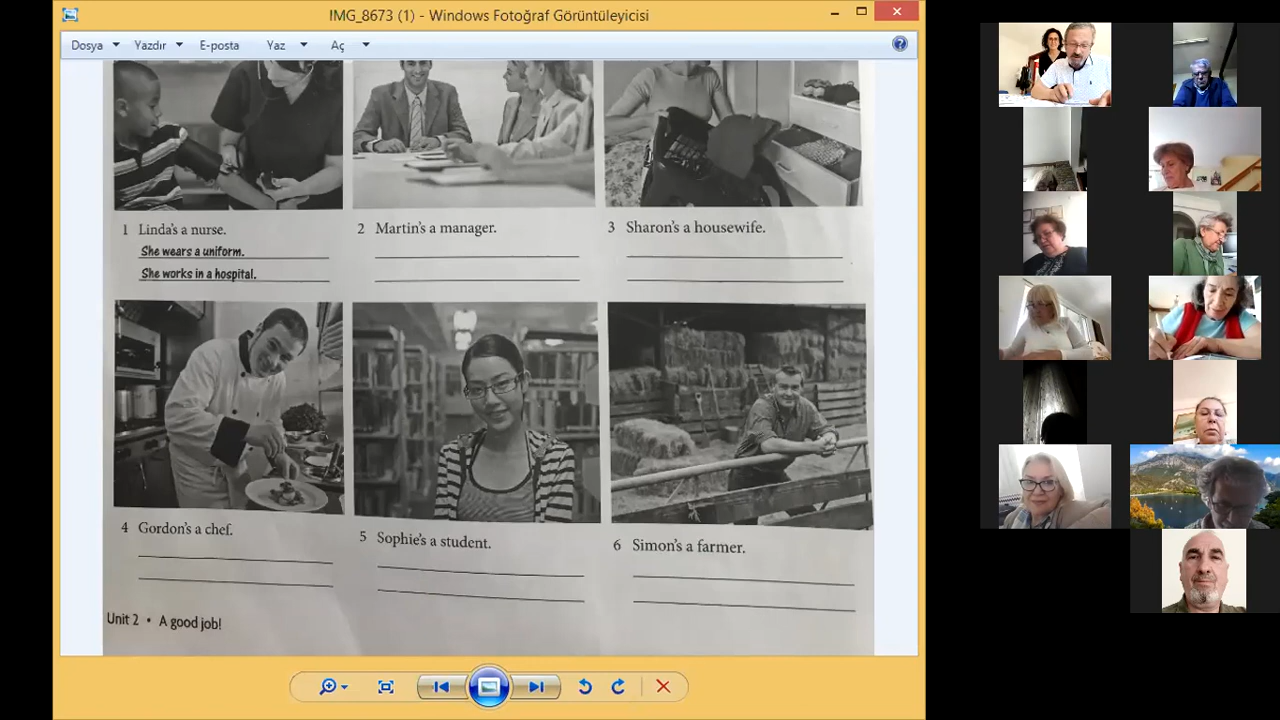 IMG_8673 (1) - Windows Fotoğraf Görüntüleyicisi
Dosya Yazdır E-posta Yaz Aç
1 Linda's a nurse.
She wears a uniform.
She works in a hospital.
2 Martin's a manager.
3 Sharon's a housewife.
4 Gordon's a chef.
5 Sophie's a student.
6 Simon's a farmer.
Unit 2 • A good job!